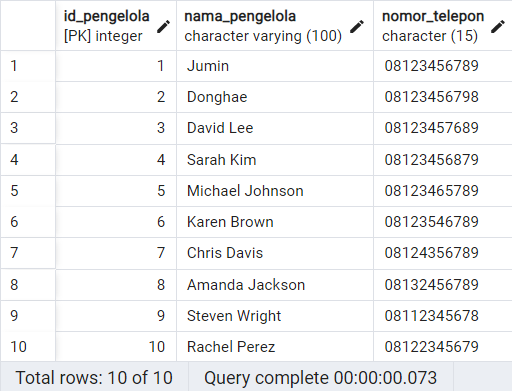 id_pengelola nama_pengelola nomor_telepon
[PK] integer character varying (100) character (15)
1 1 Jumin 08123456789
2 2 Donghae 08123456798
3 3 David Lee 08123457689
4 4 Sarah Kim 08123456879
5 5 Michael Johnson 08123465789
6 6 Karen Brown 08123546789
7 7 Chris Davis 08124356789
8 8 Amanda Jackson 08132456789
9 9 Steven Wright 08112345678
10 10 Rachel Perez 08122345679
Total rows: 10 of 10 Query complete 00:00:00.073